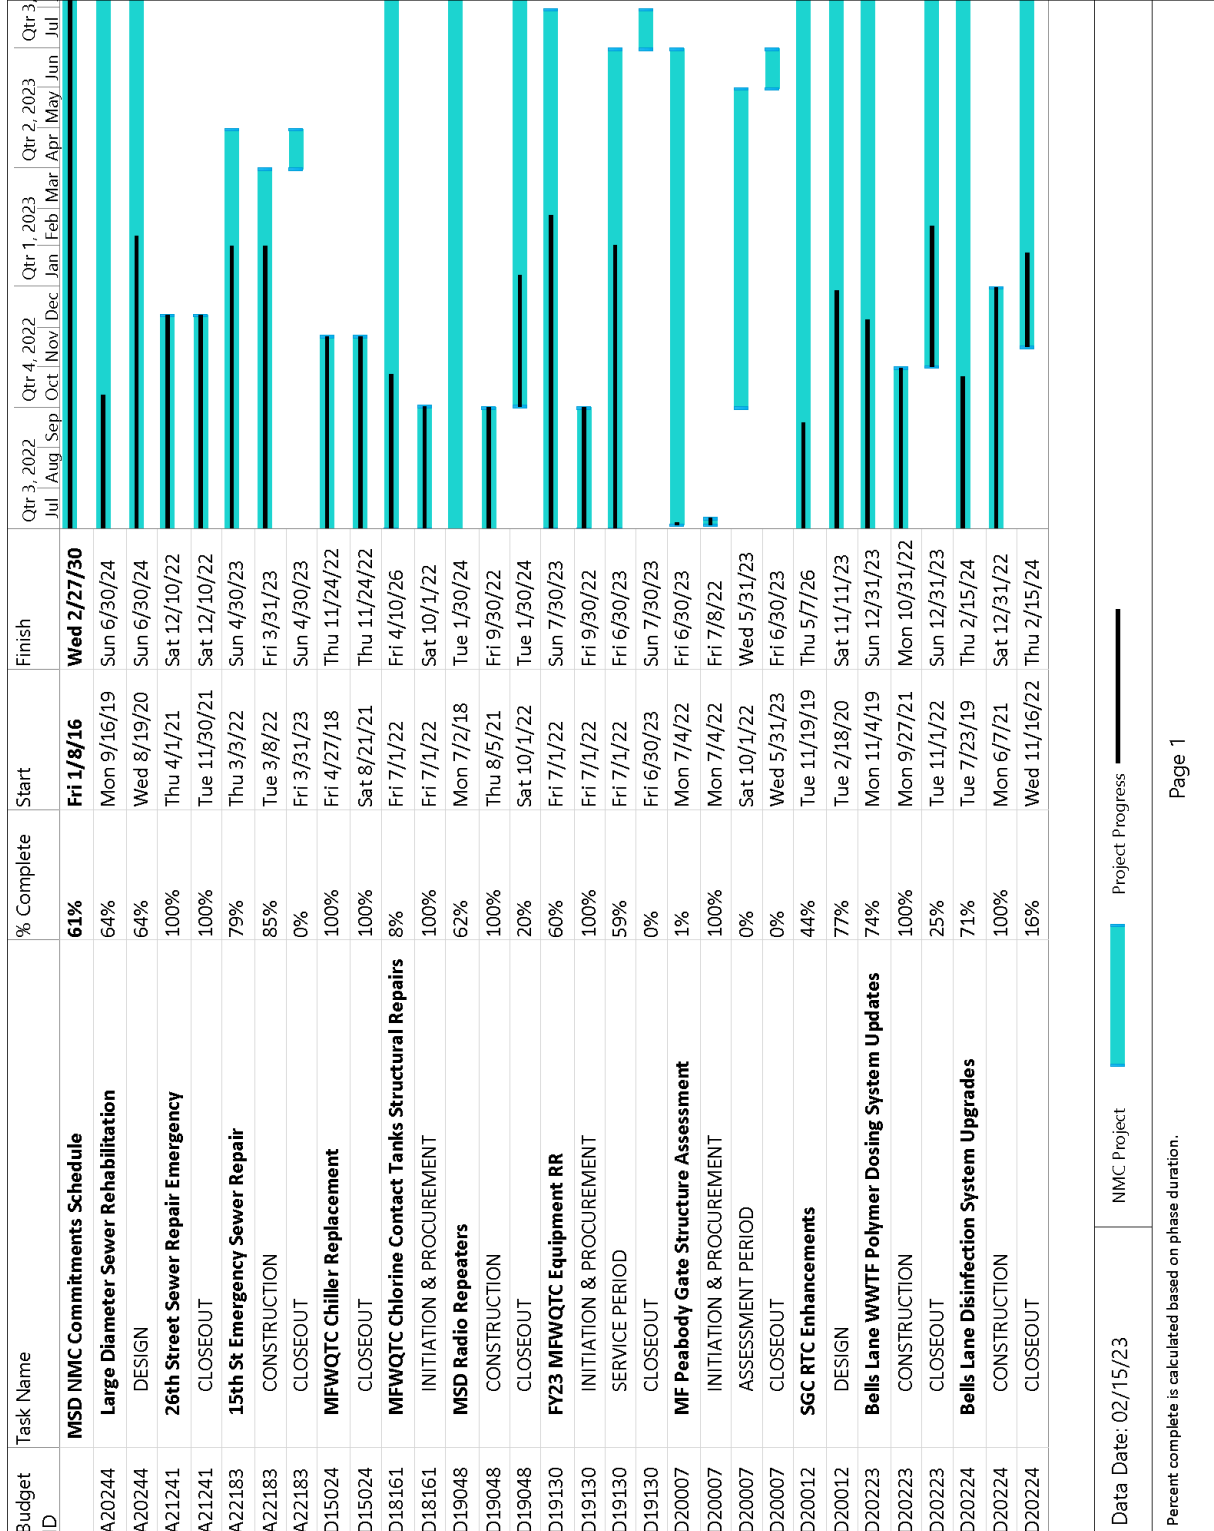 Budget ID Task Name % Complete Start Finish
Qtr 3, 2022 Qtr 4, 2022 Qtr 1, 2023 Qtr 2, 2023 Qtr 3,
Jul Aug Sep Oct Nov Dec Jan Feb Mar Apr May Jun Jul
MSD NMC Commitments Schedule 61% Fri 1/8/16 Wed 2/27/30
A20244 Large Diameter Sewer Rehabilitation 64% Mon 9/16/19 Sun 6/30/24
A20244 DESIGN 64% Wed 8/19/20 Sun 6/30/24
A21241 26th Street Sewer Repair Emergency 100% Thu 4/1/21 Sat 12/10/22
A21241 CLOSEOUT 100% Tue 11/30/21 Sat 12/10/22
A22183 15th St Emergency Sewer Repair 79% Thu 3/3/22 Sun 4/30/23
A22183 CONSTRUCTION 85% Tue 3/8/22 Fri 3/31/23
A22183 CLOSEOUT 0% Fri 3/31/23 Sun 4/30/23
D15024 MFWQTC Chiller Replacement 100% Fri 4/27/18 Thu 11/24/22
D15024 CLOSEOUT 100% Sat 8/21/21 Thu 11/24/22
D18161 MFWQTC Chlorine Contact Tanks Structural Repairs 8% Fri 7/1/22 Fri 4/10/26
D18161 INITIATION & PROCUREMENT 100% Fri 7/1/22 Sat 10/1/22
D19048 MSD Radio Repeaters 62% Mon 7/2/18 Tue 1/30/24
D19048 CONSTRUCTION 100% Thu 8/5/21 Fri 9/30/22
D19048 CLOSEOUT 20% Sat 10/1/22 Tue 1/30/24
D19130 FY23 MFWQTC Equipment RR 60% Fri 7/1/22 Sun 7/30/23
D19130 INITIATION & PROCUREMENT 100% Fri 7/1/22 Fri 9/30/22
D19130 SERVICE PERIOD 59% Fri 7/1/22 Fri 6/30/23
D19130 CLOSEOUT 0% Fri 6/30/23 Sun 7/30/23
D20007 MF Peabody Gate Structure Assessment 1% Mon 7/4/22 Fri 6/30/23
D20007 INITIATION & PROCUREMENT 100% Mon 7/4/22 Fri 7/8/22
D20007 ASSESSMENT PERIOD 0% Sat 10/1/22 Wed 5/31/23
D20007 CLOSEOUT 0% Wed 5/31/23 Fri 6/30/23
D20012 SGC RTC Enhancements 44% Tue 11/19/19 Thu 5/7/26
D20012 DESIGN 77% Tue 2/18/20 Sat 11/11/23
D20223 Bells Lane WWTF Polymer Dosing System Updates 74% Mon 11/4/19 Sun 12/31/23
D20223 CONSTRUCTION 100% Mon 9/27/21 Mon 10/31/22
D20223 CLOSEOUT 25% Tue 11/1/22 Sun 12/31/23
D20224 Bells Lane Disinfection System Upgrades 71% Tue 7/23/19 Thu 2/15/24
D20224 CONSTRUCTION 100% Mon 6/7/21 Sat 12/31/22
D20224 CLOSEOUT 16% Wed 11/16/22 Thu 2/15/24
Data Date: 02/15/23 NMC Project Project Progress
Percent complete is calculated based on phase duration.
Page 1